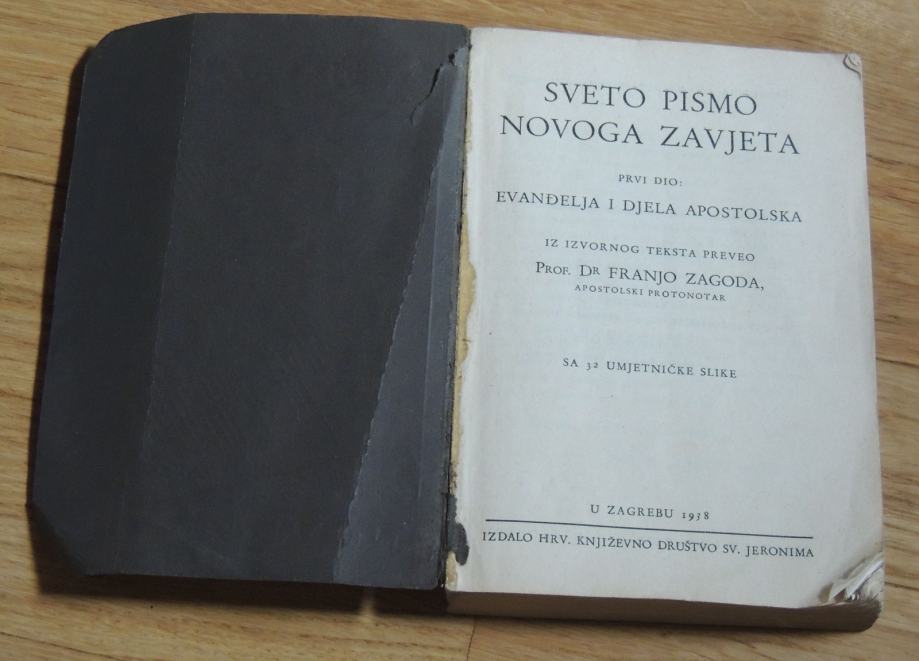 SVETO PISMO
NOVOGA ZAVJETA
PRVI DIO:
EVANĐELJA I DJELA APOSTOLSKA
IZ IZVORNOG TEKSTA PREVEO
PROF. DR FRANJO ZAGODA,
APOSTOLSKI PROTONOTAR
SA 32 UMJETNIČKE SLIKE
U ZAGREBU 1938
IZDALO HRV. KNJIŽEVNO DRUŠTVO SV. JERONIMA